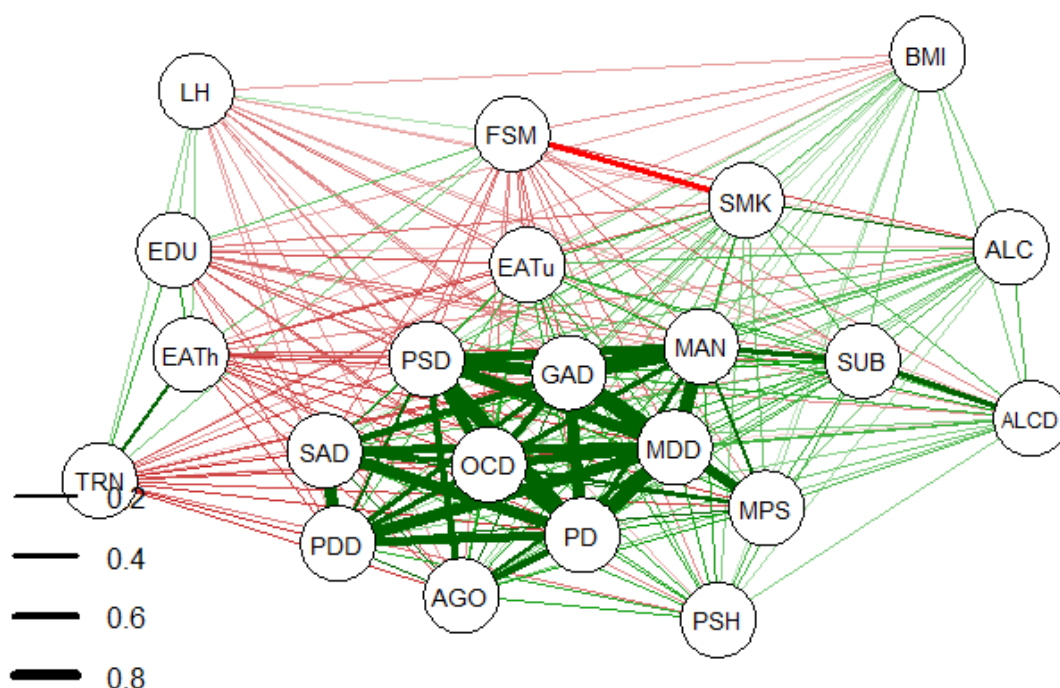 BMI
LH
FSM
SMK
EDU
ALC
EATu
EATh
PSD
GAD
MAN
SUB
ALCD
SAD
OCD
MDD
TRN
0.2
MPS
PDD
PD
0.4
AGO
0.6
PSH
0.8